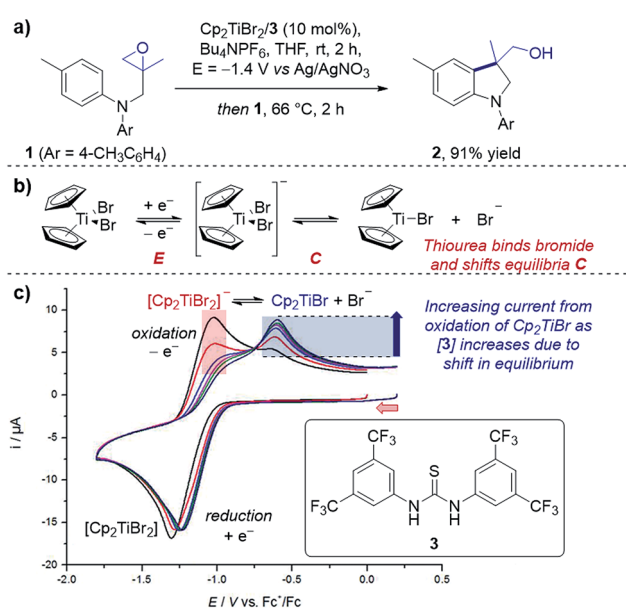 a)
Cp2TiBr2/3 (10 mol%),
Bu4NPF6, THF, rt, 2 h,
E = −1.4 V vs Ag/AgNO3
then 1, 66 °C, 2 h
O
N
Ar
1 (Ar = 4-CH3C6H4)
OH
N
Ar
2, 91% yield
b)
Ti
Br
Br
+ e−
− e−
E
Ti
Br
Br
−
C
Ti–Br + Br−
Thiourea binds bromide
and shifts equilibria C
c)
[Cp2TiBr2]− ⇌ Cp2TiBr + Br−
oxidation
− e−
Increasing current from
oxidation of Cp2TiBr as
[3] increases due to
shift in equilibrium
[Cp2TiBr2]
reduction
+ e−
CF3
CF3
S
F3C
N
H
N
H
CF3
3
i / μA
10
5
0
-5
-10
-15
-20
-2.0
-1.5
-1.0
-0.5
0.0
0.5
E / V vs. Fc+/Fc